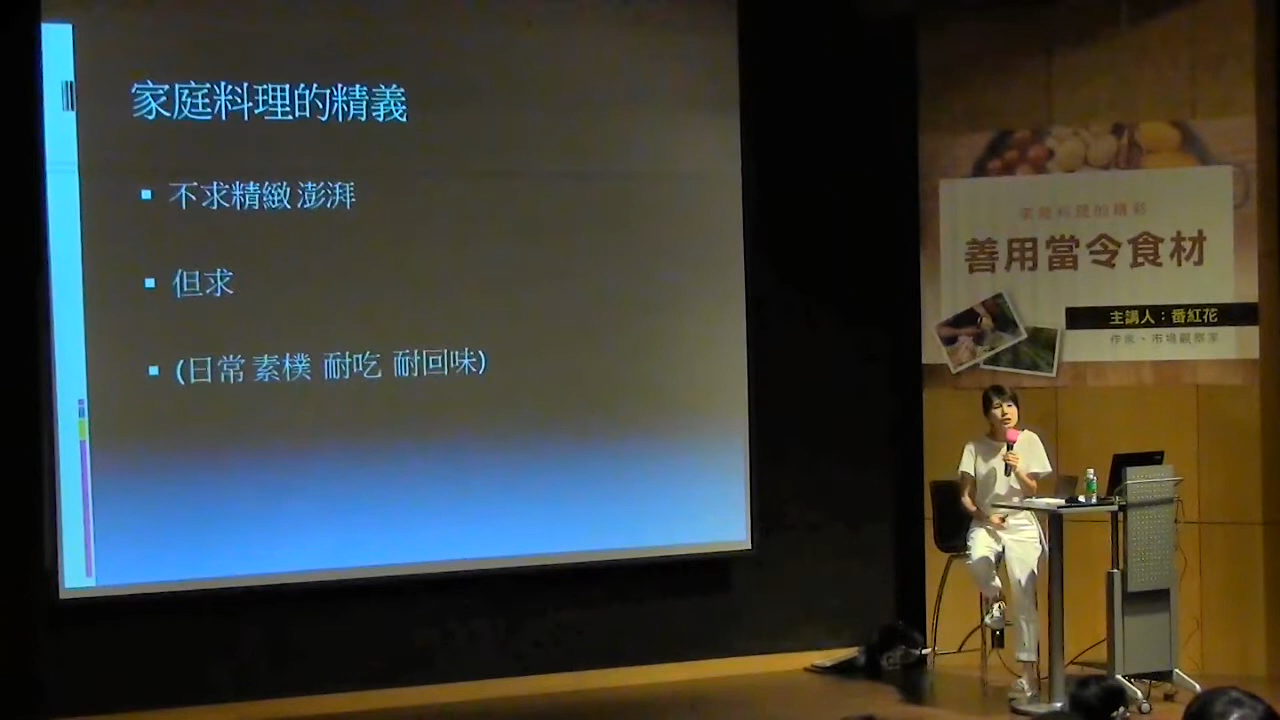 家庭料理的精義
不求精緻 澎湃
但求
(日常 素樸 耐吃 耐回味)
家庭料理的精彩
善用當令食材
主講人：番紅花
作家、市場觀察家